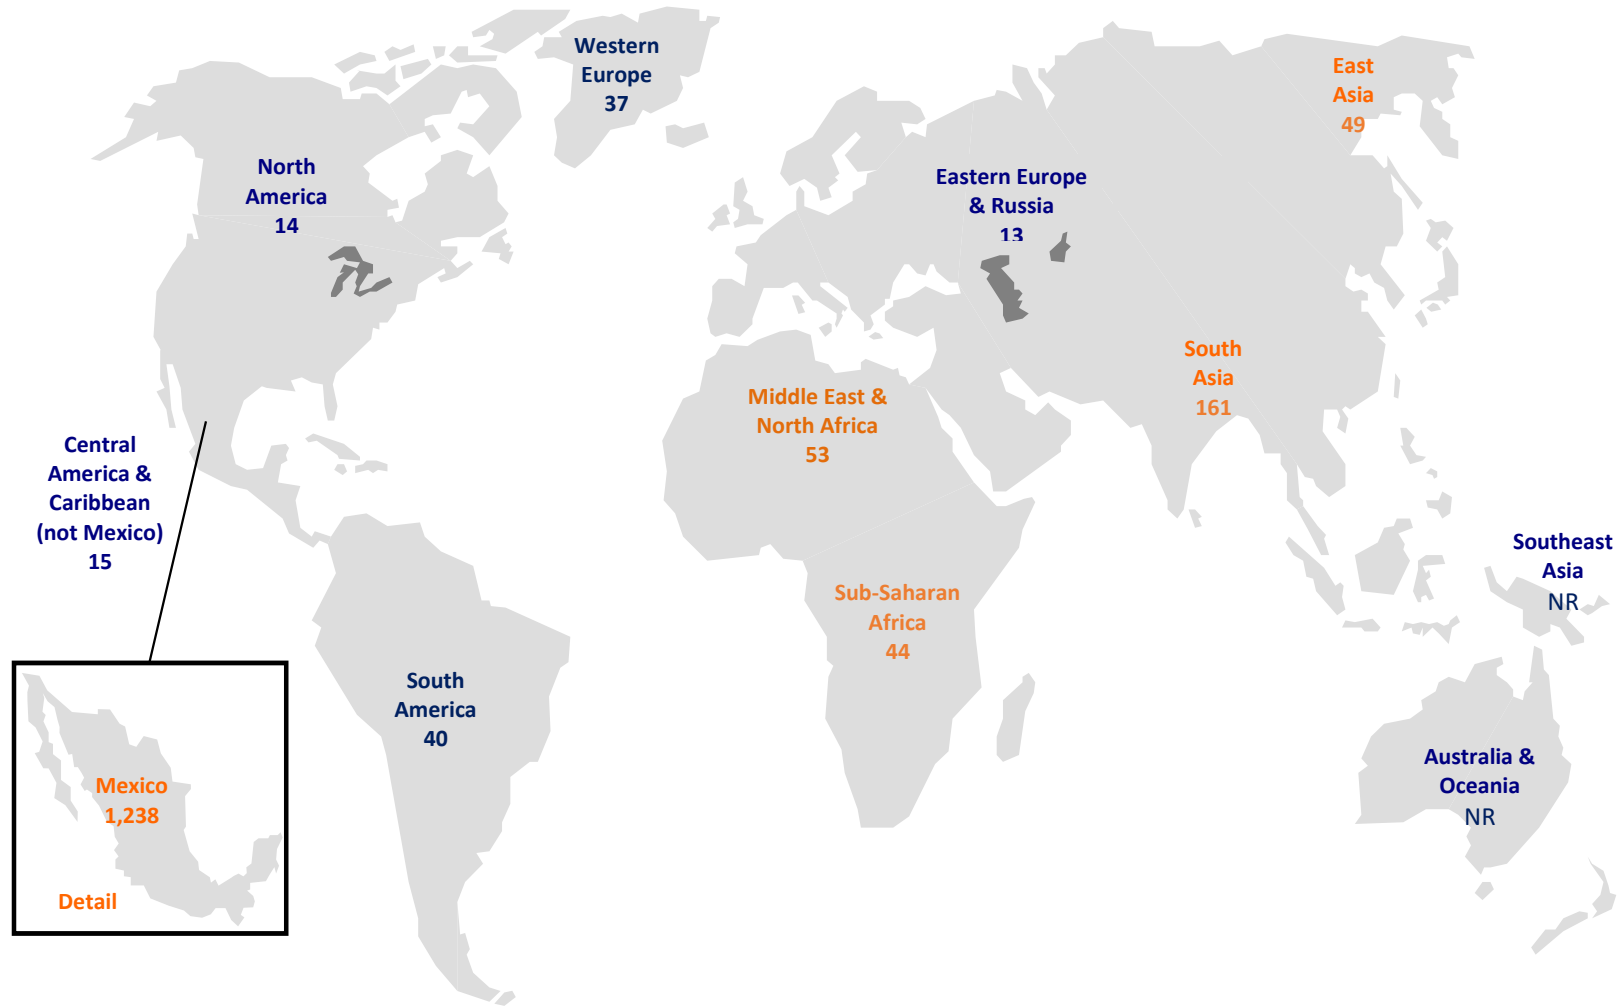 Western
Europe
37
East
Asia
49
North
America
14
Eastern Europe
& Russia
13
South
Asia
161
Middle East &
North Africa
53
Central
America &
Caribbean
(not Mexico)
15
Southeast
Asia
NR
Sub-Saharan
Africa
44
South
America
40
Australia &
Oceania
NR
Mexico
1,238
Detail